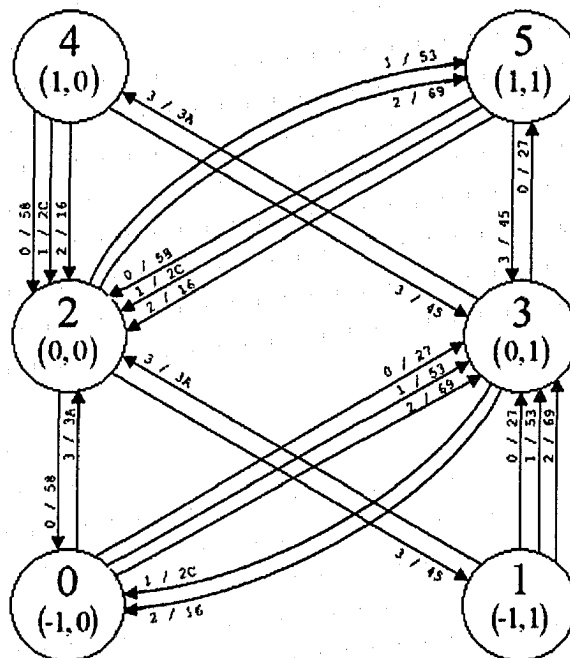 4
(1,0)
5
(1,1)
1 / 53
2 / 69
3 / 3A
0 / 27
3 / 45
0 / 58
1 / 2C
2 / 16
0 / 58
1 / 2C
2 / 16
3 / 45
2
(0,0)
3
(0,1)
3 / 3A
0 / 27
1 / 53
2 / 69
0 / 58
3 / 3A
0 / 27
1 / 53
2 / 69
3 / 45
1 / 2C
2 / 16
0
(-1,0)
1
(-1,1)